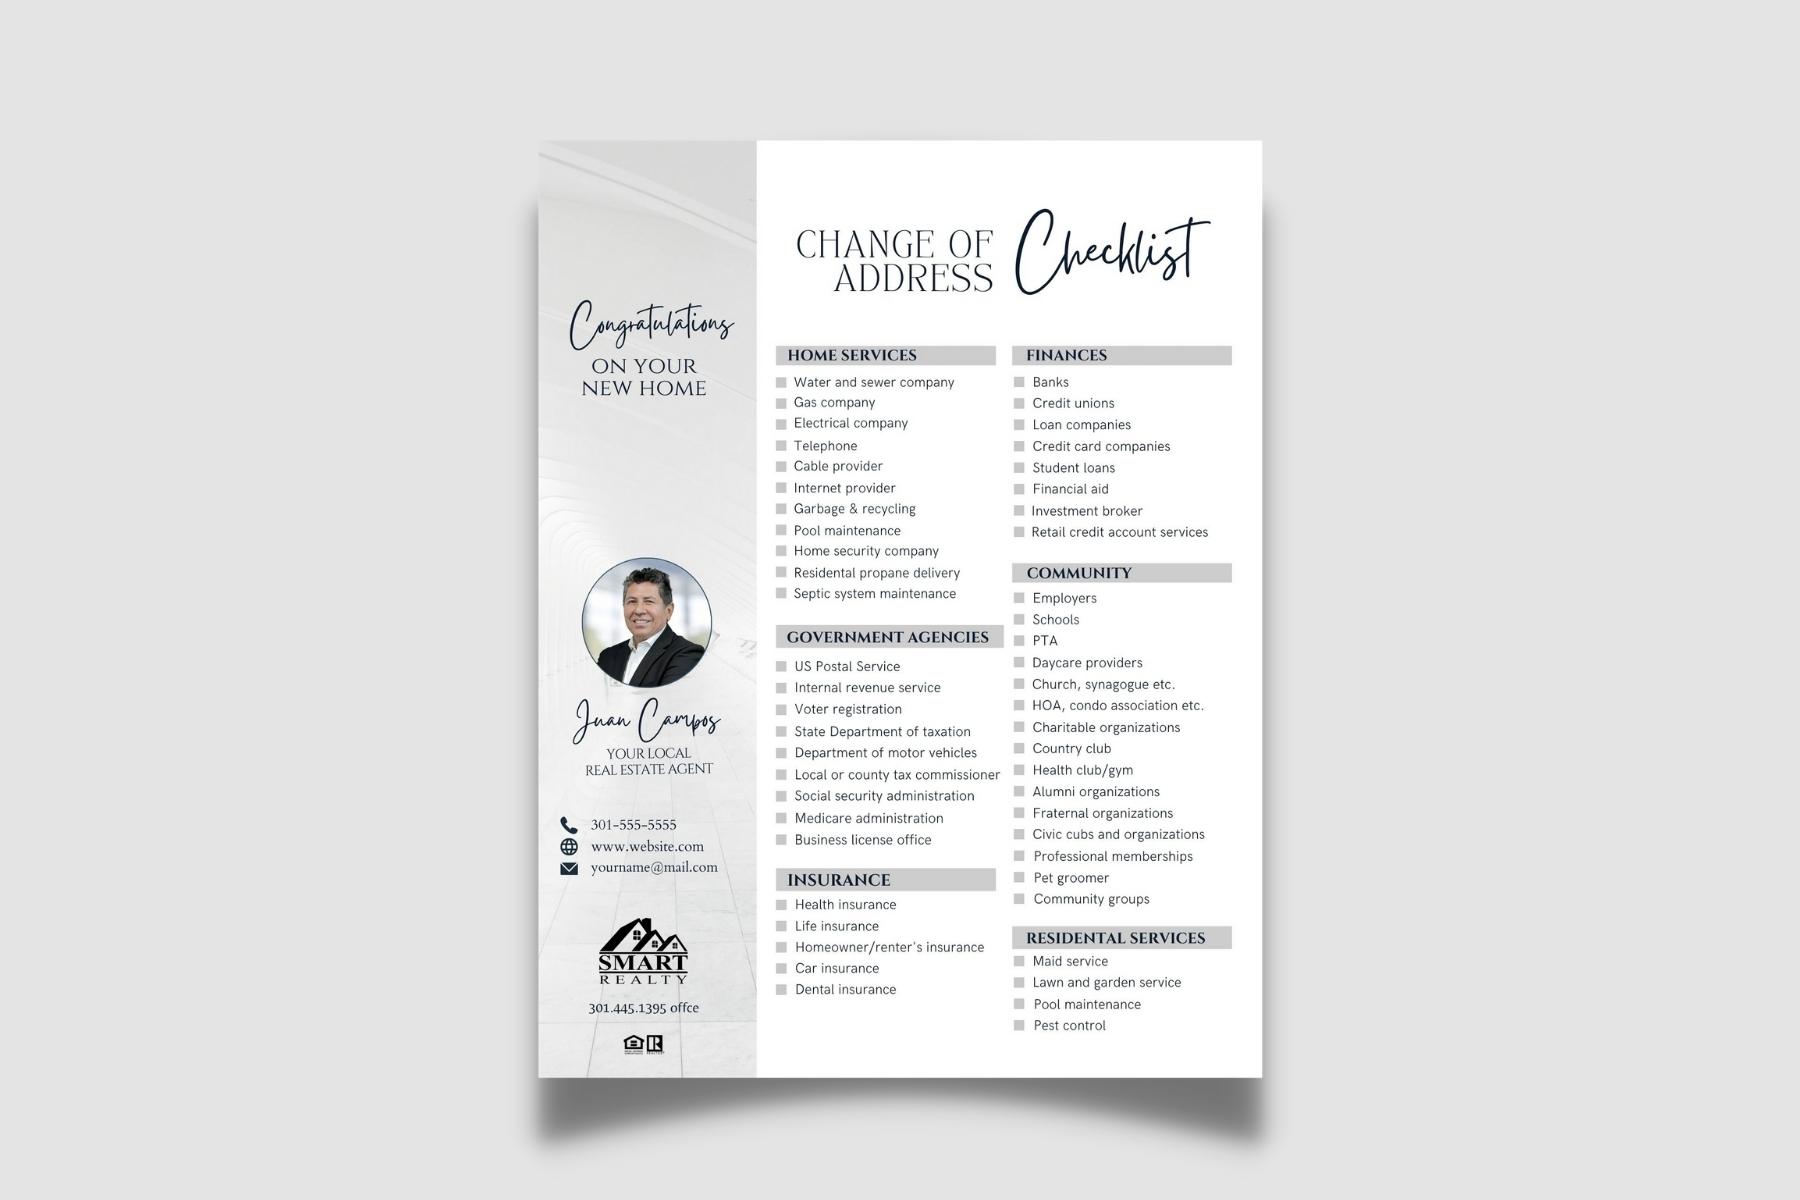 Congratulations
ON YOUR
NEW HOME
Juan Campos
YOUR LOCAL
REAL ESTATE AGENT
301-555-5555
www.website.com
yourname@mail.com
SMART
REALTY
301.445.1395 offce
CHANGE OF
ADDRESS
Checklist
HOME SERVICES
Water and sewer company
Gas company
Electrical company
Telephone
Cable provider
Internet provider
Garbage & recycling
Pool maintenance
Home security company
Residental propane delivery
Septic system maintenance
GOVERNMENT AGENCIES
US Postal Service
Internal revenue service
Voter registration
State Department of taxation
Department of motor vehicles
Local or county tax commissioner
Social security administration
Medicare administration
Business license office
INSURANCE
Health insurance
Life insurance
Homeowner/renter's insurance
Car insurance
Dental insurance
FINANCES
Banks
Credit unions
Loan companies
Credit card companies
Student loans
Financial aid
Investment broker
Retail credit account services
COMMUNITY
Employers
Schools
PTA
Daycare providers
Church, synagogue etc.
HOA, condo association etc.
Charitable organizations
Country club
Health club/gym
Alumni organizations
Fraternal organizations
Civic cubs and organizations
Professional memberships
Pet groomer
Community groups
RESIDENTAL SERVICES
Maid service
Lawn and garden service
Pool maintenance
Pest control